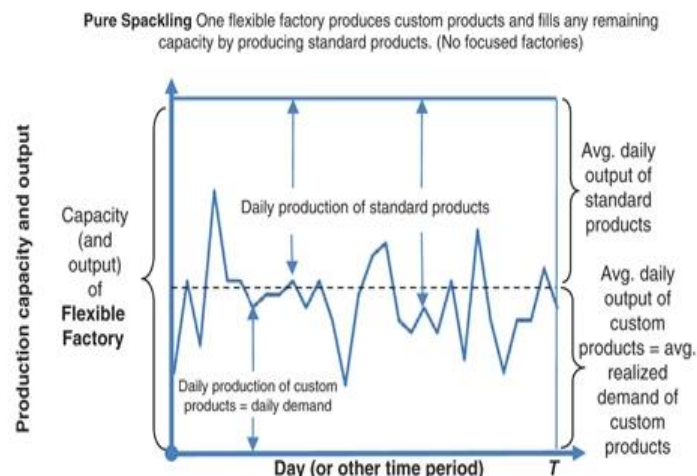 Pure Spackling One flexible factory produces custom products and fills any remaining
capacity by producing standard products. (No focused factories)
Production capacity and output
Capacity
(and
output)
of
Flexible
Factory
Daily production of standard products
Daily production of custom
products = daily demand
Avg. daily
output of
standard
products
Avg. daily
output of
custom
products = avg.
realized
demand of
custom
products
Day (or other time period)
T